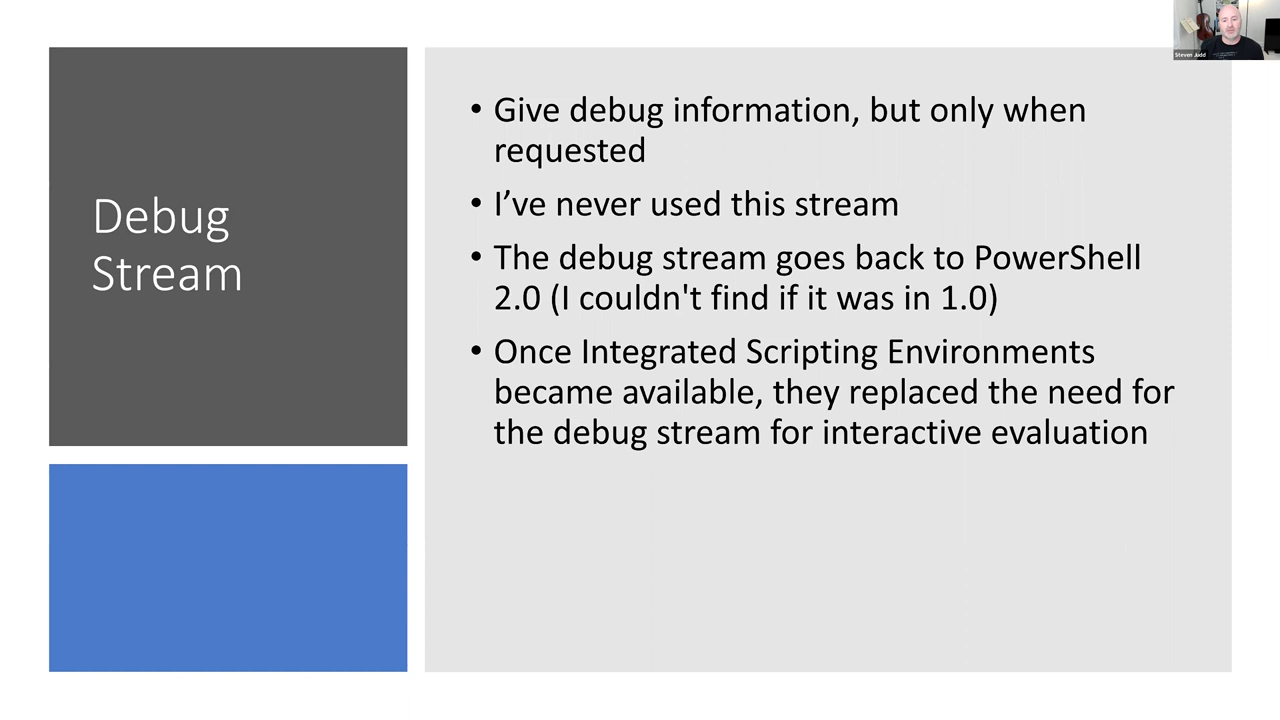 Debug
Stream
• Give debug information, but only when
requested
• I’ve never used this stream
• The debug stream goes back to PowerShell
2.0 (I couldn't find if it was in 1.0)
• Once Integrated Scripting Environments
became available, they replaced the need for
the debug stream for interactive evaluation
Steven Judd